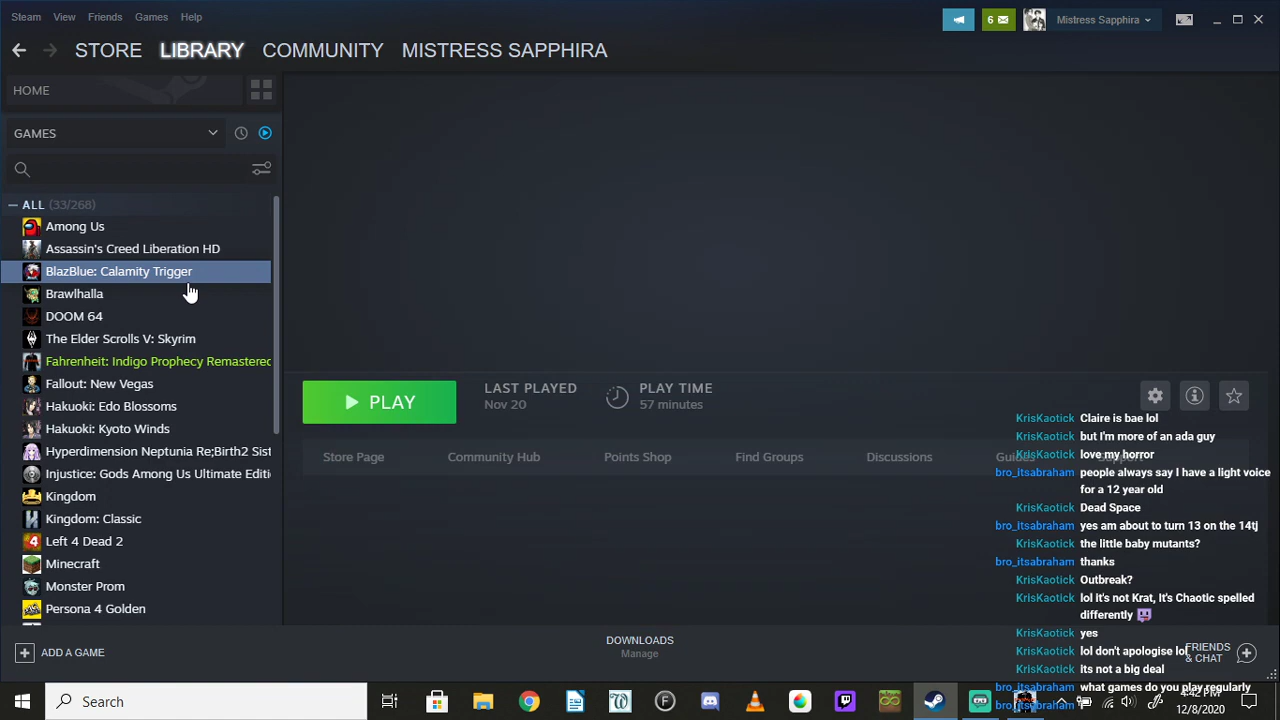 Steam View Friends Games Help
6
Mistress Sapphira
STORE LIBRARY COMMUNITY MISTRESS SAPPHIRA
HOME
GAMES
ALL (33/268)
Among Us
Assassin's Creed Liberation HD
BlazBlue: Calamity Trigger
Brawlhalla
DOOM 64
The Elder Scrolls V: Skyrim
Fahrenheit: Indigo Prophecy Remastered
Fallout: New Vegas
Hakuoki: Edo Blossoms
Hakuoki: Kyoto Winds
Hyperdimension Neptunia Re;Birth2 Sist
Injustice: Gods Among Us Ultimate Editi
Kingdom
Kingdom: Classic
Left 4 Dead 2
Minecraft
Monster Prom
Persona 4 Golden
PLAY
LAST PLAYED
Nov 20
PLAY TIME
57 minutes
Store Page Community Hub Points Shop Find Groups Discussions Guides
KrisKaotick Claire is bae lol
KrisKaotick but I'm more of an ada guy
KrisKaotick love my horror
bro_itsabraham people always say I have a light voice
for a 12 year old
KrisKaotick Dead Space
bro_itsabraham yes am about to turn 13 on the 14tj
KrisKaotick the little baby mutants?
bro_itsabraham thanks
KrisKaotick Outbreak?
KrisKaotick lol it's not Krat, It's Chaotic spelled
differently
KrisKaotick yes
KrisKaotick lol don't apologise lol
KrisKaotick its not a big deal
bro_itsabraham what games do you play regularly
bro_itsabraham
ADD A GAME
DOWNLOADS
Manage
FRIENDS
& CHAT
Search
4:42 PM
12/8/2020